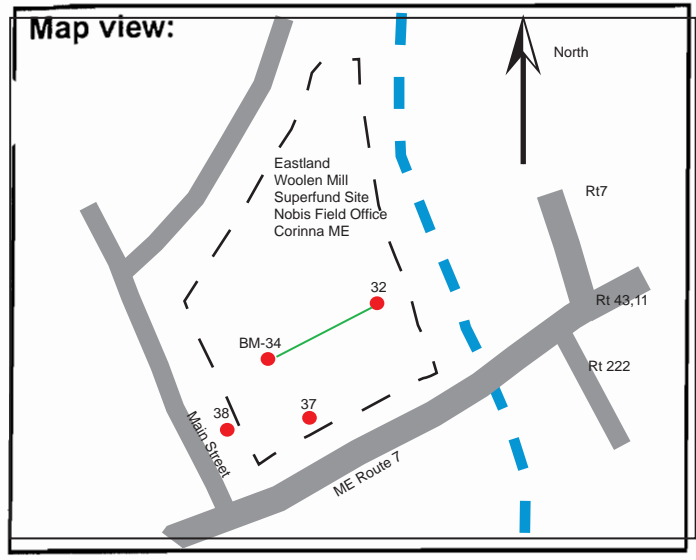 Map view:
North
Eastland
Woolen Mill
Superfund Site
Nobis Field Office
Corinna ME
Rt7
32
Rt 43,11
BM-34
Rt 222
38
37
Main Street
ME Route 7